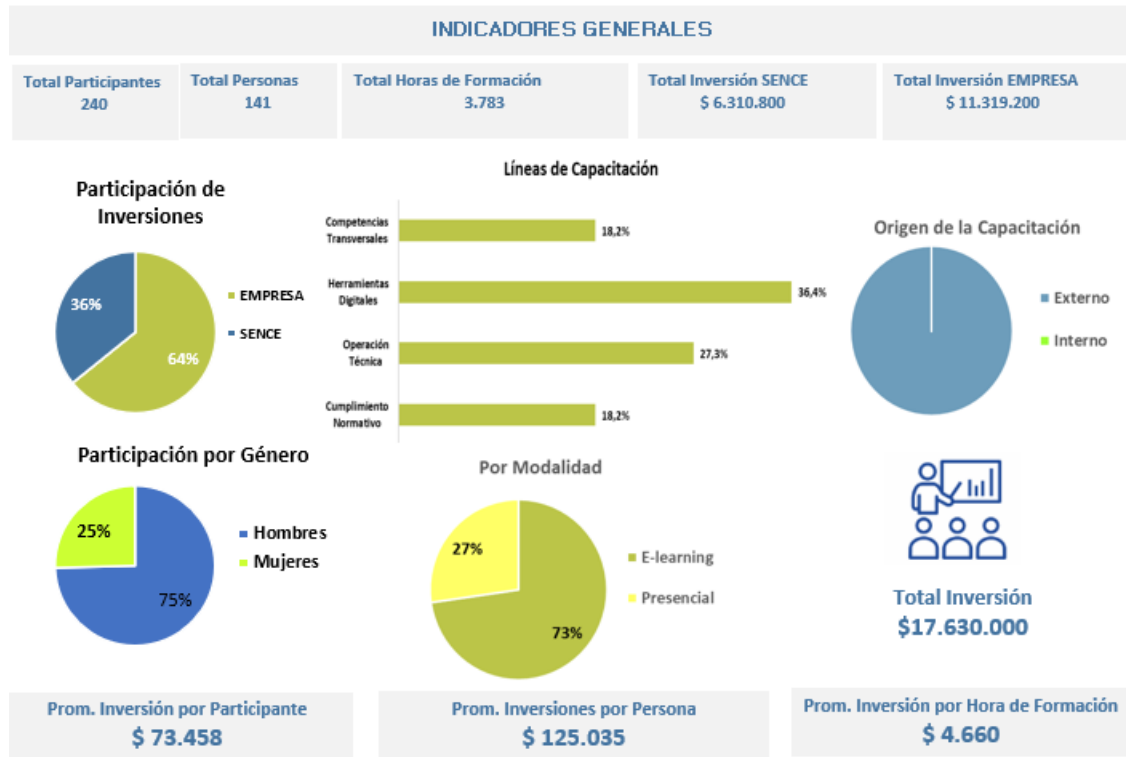 INDICADORES GENERALES
Total Participantes
240
Total Personas
141
Total Horas de Formación
3.783
Total Inversión SENCE
$ 6.310.800
Total Inversión EMPRESA
$ 11.319.200
Participación de
Inversiones
36%
64%
EMPRESA
SENCE
Líneas de Capacitación
Competencias
Transversales
18,2%
Herramientas
Digitales
36,4%
Operación
Técnica
27,3%
Cumplimiento
Normativo
18,2%
Origen de la Capacitación
Externo
Interno
Participación por Género
25%
75%
Hombres
Mujeres
Por Modalidad
27%
73%
E-learning
Presencial
Total Inversión
$17.630.000
Prom. Inversión por Participante
$ 73.458
Prom. Inversiones por Persona
$ 125.035
Prom. Inversión por Hora de Formación
$ 4.660